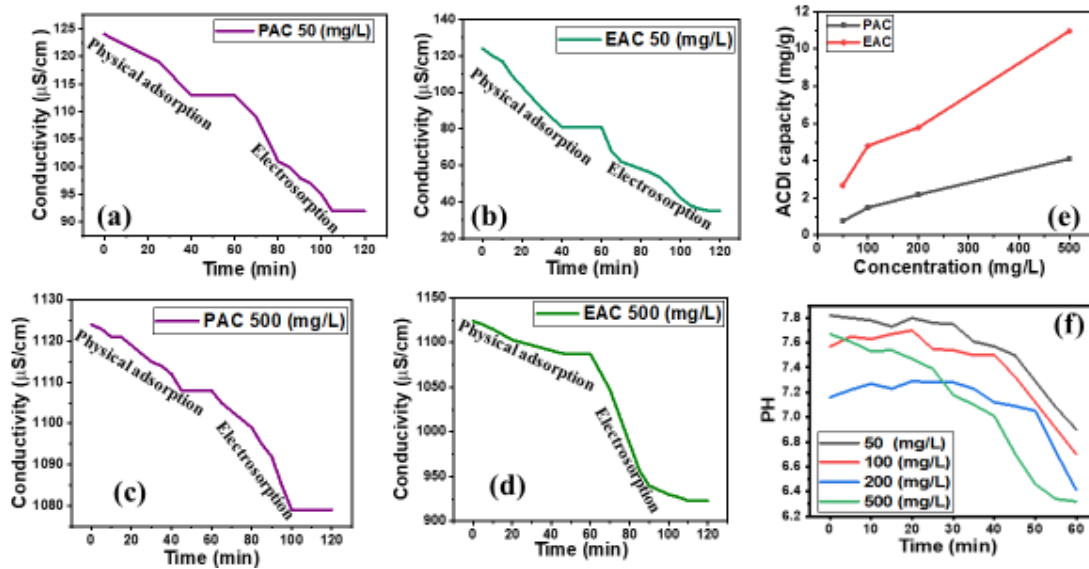 PAC 50 (mg/L)
Physical adsorption
Electrosorption
(a)
Conductivity (µS/cm)
125
120
115
110
105
100
95
90
0 20 40 60 80 100 120
Time (min)
EAC 50 (mg/L)
Physical adsorption
Electrosorption
(b)
Conductivity (µS/cm)
140
120
100
80
60
40
20
0 20 40 60 80 100 120
Time (min)
PAC
EAC
(e)
ACDI capacity (mg/g)
12
10
8
6
4
2
0
0 100 200 300 400 500
Concentration (mg/L)
PAC 500 (mg/L)
Physical adsorption
Electrosorption
(c)
Conducivity (µS/cm)
1130
1120
1110
1100
1090
1080
0 20 40 60 80 100 120
Time (min)
EAC 500 (mg/L)
Physical adsorption
Electrosorption
(d)
Conducivity (µS/cm)
1150
1100
1050
1000
950
900
0 20 40 60 80 100 120
Time (min)
(f)
PH
7.8
7.6
7.4
7.2
7.0
6.8
6.6
6.4
6.2
50 (mg/L)
100 (mg/L)
200 (mg/L)
500 (mg/L)
0 10 20 30 40 50 60
Time (min)